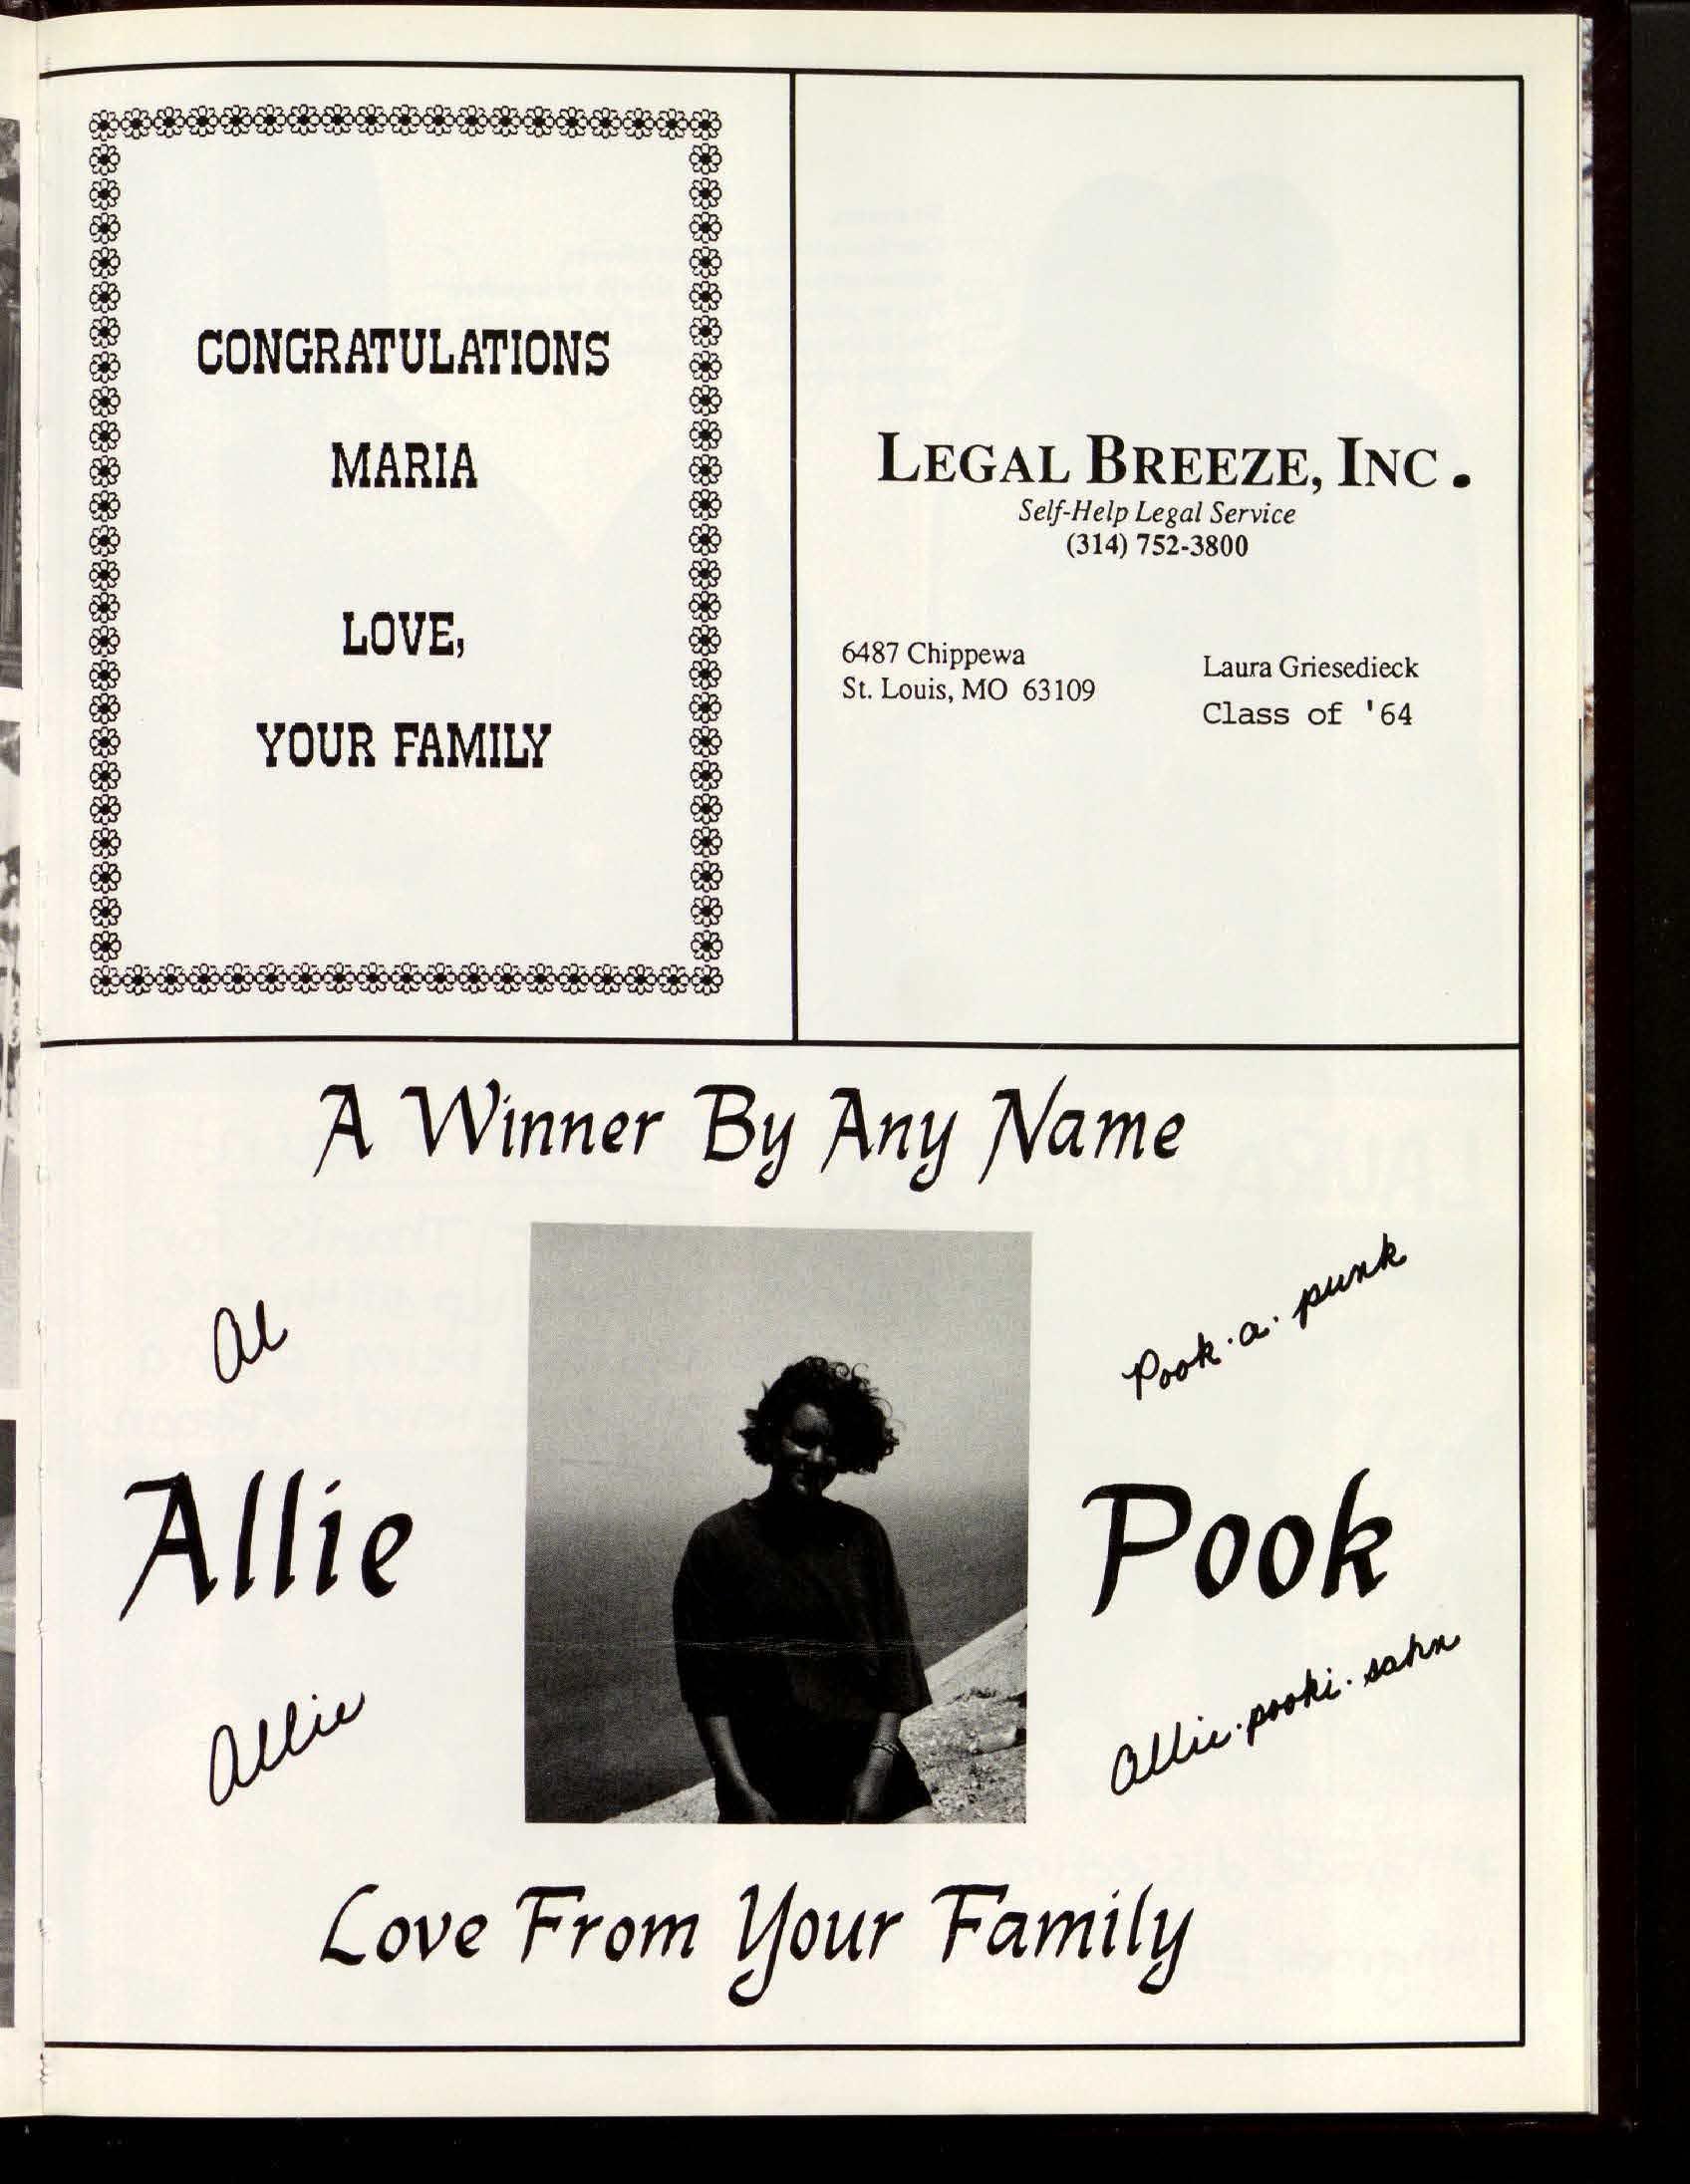 CONGRATULATIONS
MARIA
LOVE,
YOUR FAMILY
LEGAL BREEZE, INC.
Self-Help Legal Service
(314) 752-3800
6487 Chippewa
St. Louis, MO 63109
Laura Griesedieck
Class of '64
A Winner By Any Name
Al
Pook·a·punk
Allie
Pook
Allie
Allie·pooki·sahn
Love From Your Family